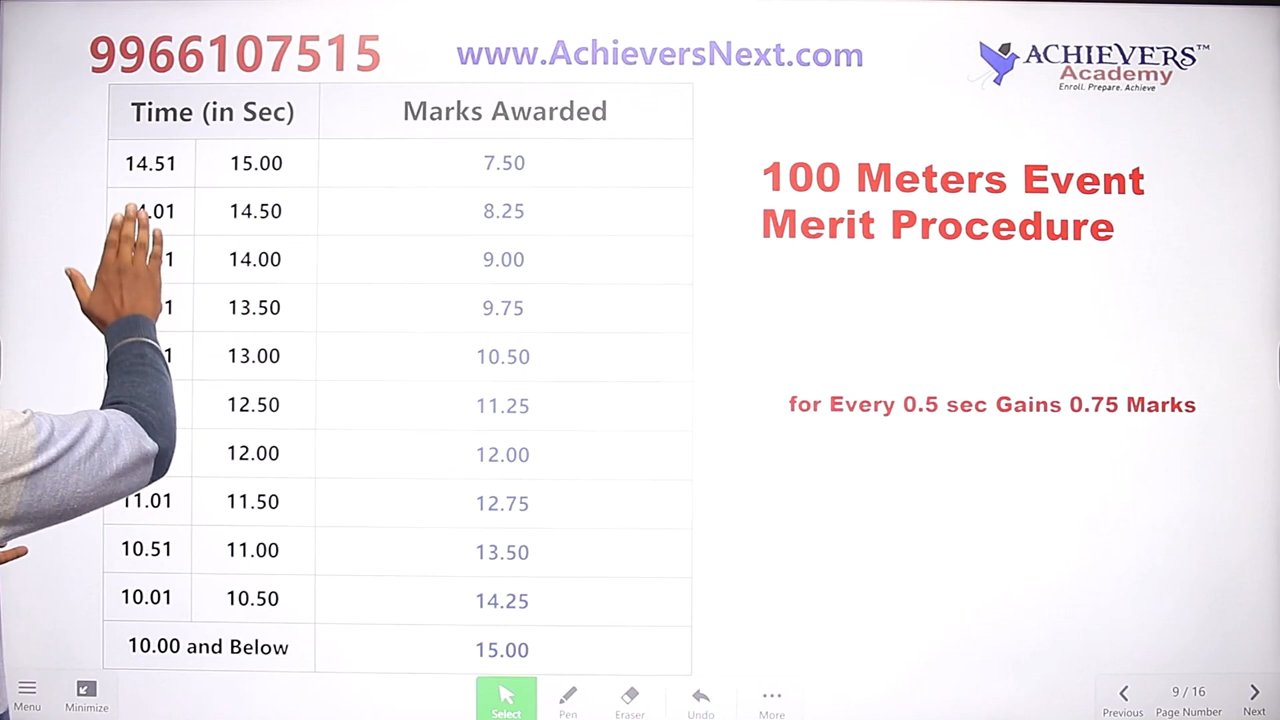 9966107515
www.AchieversNext.com
ACHIEVERS™
Academy
Enroll. Prepare. Achieve
Time (in Sec) Marks Awarded
14.51 15.00 7.50
14.50 8.25
14.00 9.00
13.50 9.75
13.00 10.50
12.50 11.25
12.00 12.00
11.01 11.50 12.75
10.51 11.00 13.50
10.01 10.50 14.25
10.00 and Below 15.00
100 Meters Event
Merit Procedure
for Every 0.5 sec Gains 0.75 Marks
Menu
Minimize
Select
Pen
Eraser
Undo
More
Previous
9 / 16
Page Number
Next